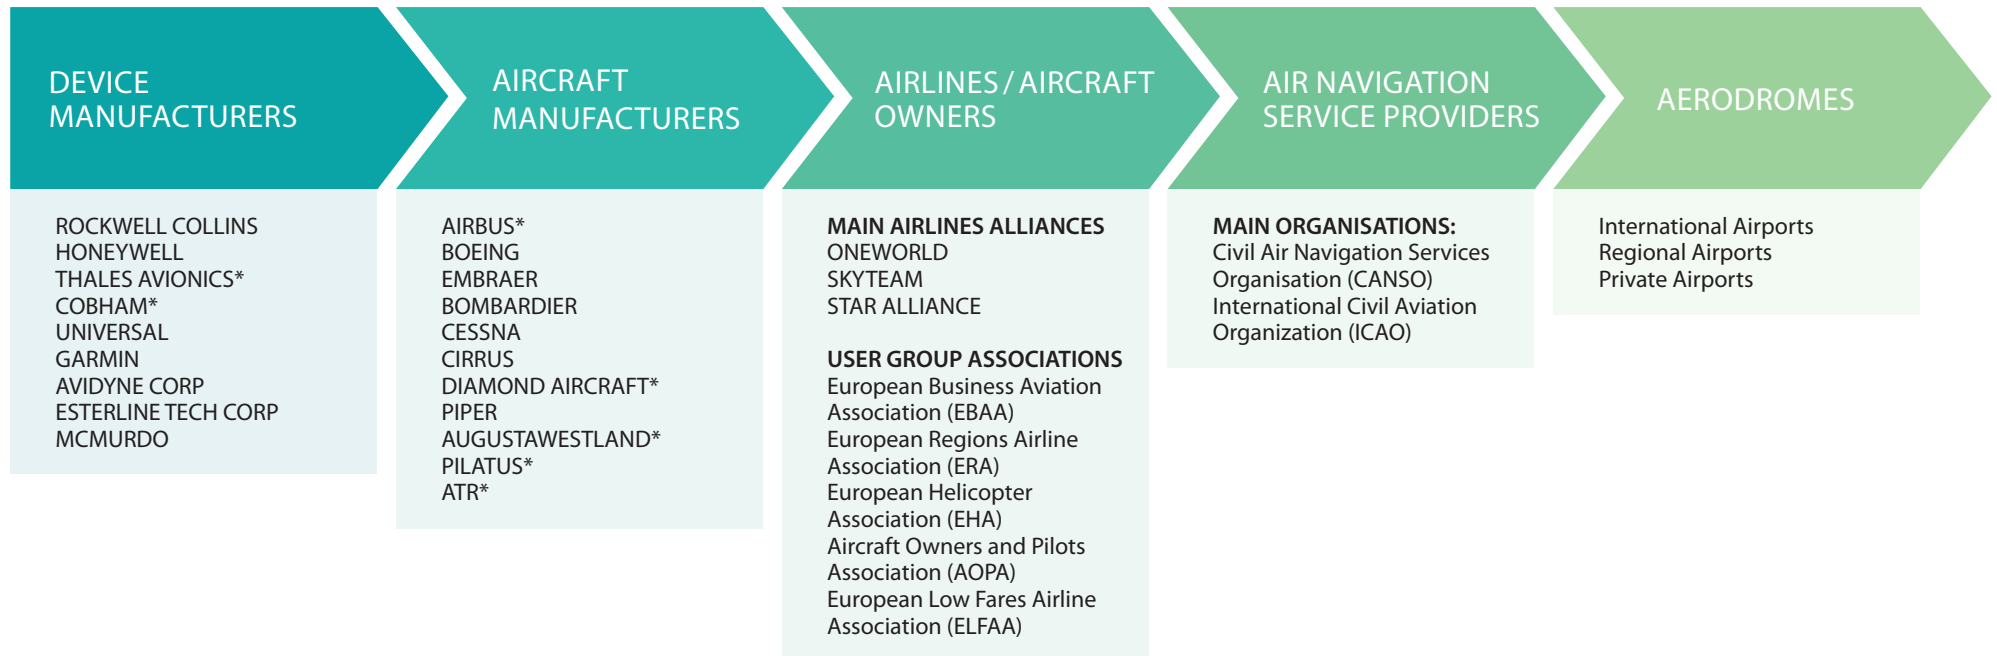 DEVICE
MANUFACTURERS
ROCKWELL COLLINS
HONEYWELL
THALES AVIONICS*
COBHAM*
UNIVERSAL
GARMIN
AVIDYNE CORP
ESTERLINE TECH CORP
MCMURDO
AIRCRAFT
MANUFACTURERS
AIRBUS*
BOEING
EMBRAER
BOMBARDIER
CESSNA
CIRRUS
DIAMOND AIRCRAFT*
PIPER
AUGUSTAWESTLAND*
PILATUS*
ATR*
AIRLINES / AIRCRAFT
OWNERS
MAIN AIRLINES ALLIANCES
ONEWORLD
SKYTEAM
STAR ALLIANCE
USER GROUP ASSOCIATIONS
European Business Aviation
Association (EBAA)
European Regions Airline
Association (ERA)
European Helicopter
Association (EHA)
Aircraft Owners and Pilots
Association (AOPA)
European Low Fares Airline
Association (ELFAA)
AIR NAVIGATION
SERVICE PROVIDERS
MAIN ORGANISATIONS:
Civil Air Navigation Services
Organisation (CANSO)
International Civil Aviation
Organization (ICAO)
AERODROMES
International Airports
Regional Airports
Private Airports